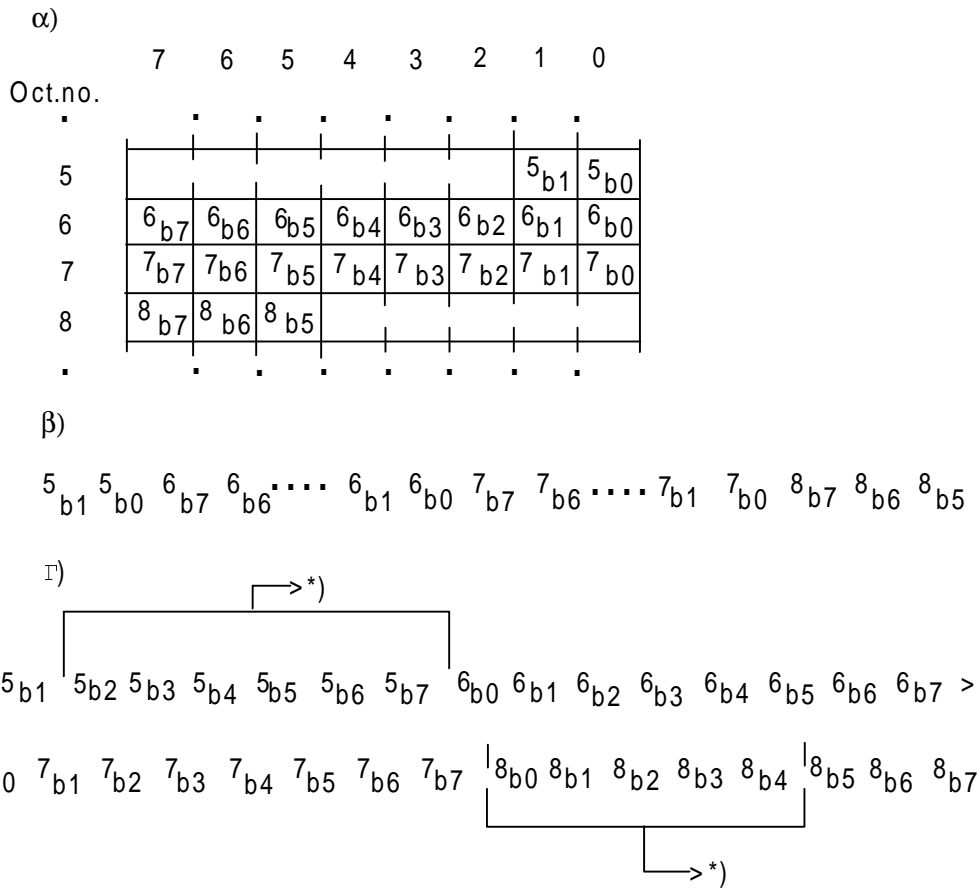 α)
7 6 5 4 3 2 1 0
Oct.no.
. . . . . . . .
5 5b1 5b0
6 6b7 6b6 6b5 6b4 6b3 6b2 6b1 6b0
7 7b7 7b6 7b5 7b4 7b3 7b2 7b1 7b0
8 8b7 8b6 8b5
. . . . . . . .
β)
5b1 5b0 6b7 6b6 .... 6b1 6b0 7b7 7b6 .... 7b1 7b0 8b7 8b6 8b5
Γ)
> *)
5b1 5b2 5b3 5b4 5b5 5b6 5b7 6b0 6b1 6b2 6b3 6b4 6b5 6b6 6b7 >
0 7b1 7b2 7b3 7b4 7b5 7b6 7b7 8b0 8b1 8b2 8b3 8b4 8b5 8b6 8b7
> *)